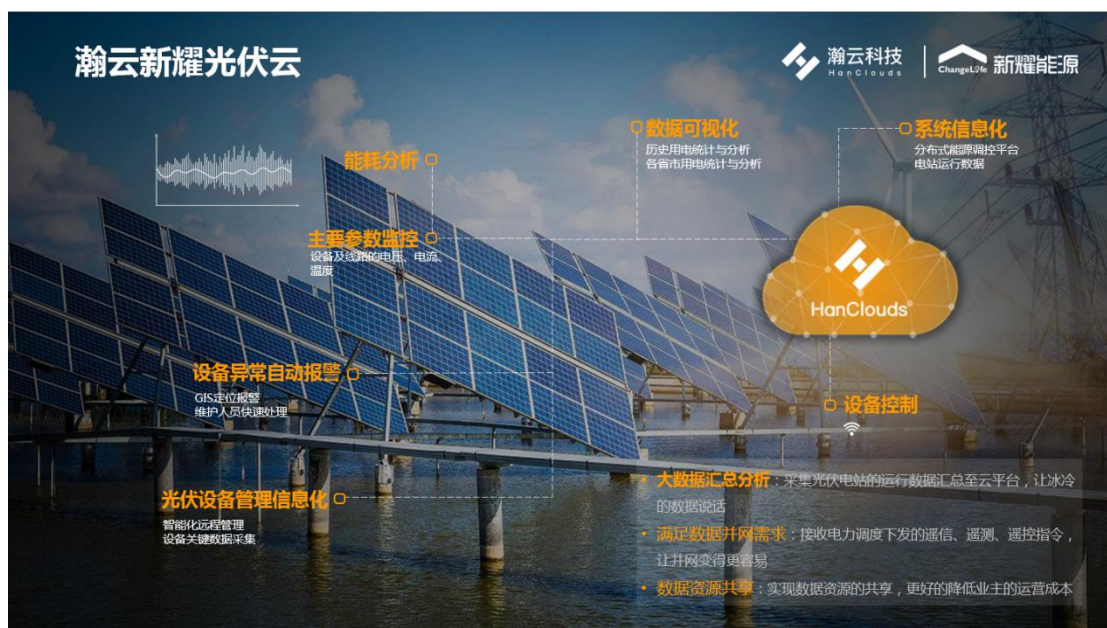 瀚云新耀光伏云
瀚云科技
HanClouds
ChangeLife
新耀能源
数据可视化
历史用电统计与分析
各省市用电统计与分析
系统信息化
分布式能源调控平台
电站运行数据
能耗分析
主要参数监控
设备及线路的电压、电流、
温度
HanClouds
设备异常自动报警
GIS定位报警
维护人员快速处理
设备控制
光伏设备管理信息化
智能化远程管理
设备关键数据采集
• 大数据汇总分析：采集光伏电站的运行数据汇总至云平台，让冰冷
的数据说话
• 满足数据并网需求：接收电力调度下发的遥信、遥测、遥控指令，
让并网变得更容易
• 数据资源共享：实现数据资源的共享，更好的降低业主的运营成本